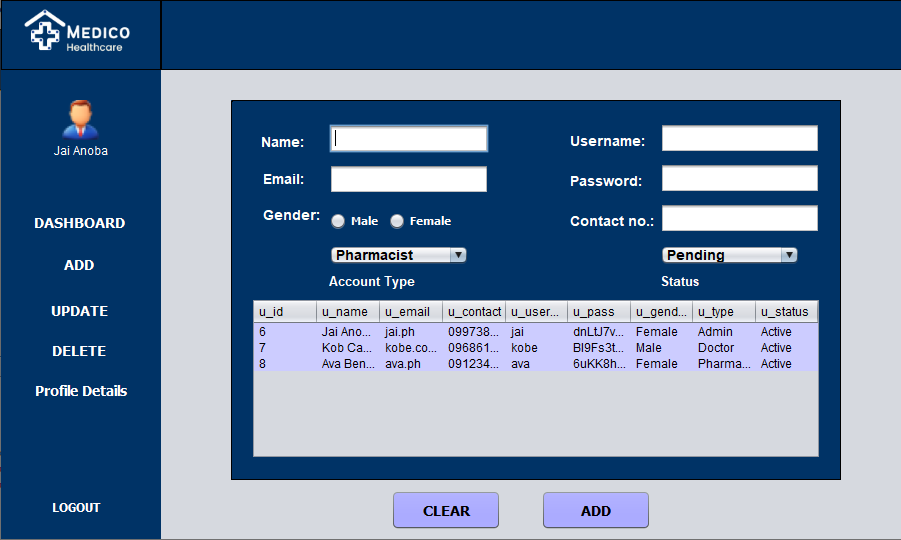 MEDICO
Healthcare
Jai Anoba
DASHBOARD
ADD
UPDATE
DELETE
Profile Details
LOGOUT
Name:
Email:
Gender:
Male
Female
Pharmacist
Account Type
Username:
Password:
Contact no.:
Pending
Status
u_id u_name u_email u_contact u_user... u_pass u_gend... u_type u_status
6 Jai Ano... jai.ph 099738... jai dnLtJ7v... Female Admin Active
7 Kob Ca... kobe.co... 096861... kobe BI9Fs3t... Male Doctor Active
8 Ava Ben... ava.ph 091234... ava 6uKK8h... Female Pharma... Active
CLEAR
ADD